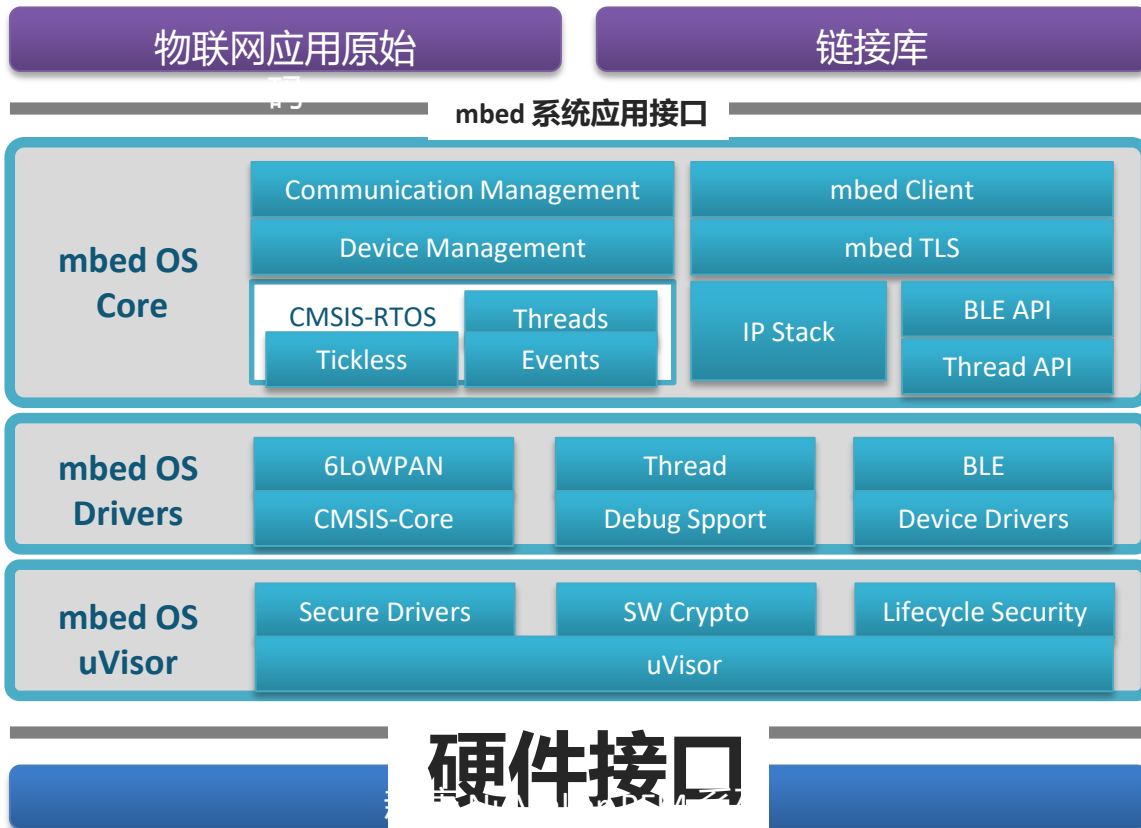 物联网应用原始
码
链接库
mbed 系统应用接口
mbed OS
Core
Communication Management
mbed Client
Device Management
mbed TLS
CMSIS-RTOS
Threads
Tickless
Events
IP Stack
BLE API
Thread API
mbed OS
Drivers
6LoWPAN
Thread
BLE
CMSIS-Core
Debug Spport
Device Drivers
mbed OS
uVisor
Secure Drivers
SW Crypto
Lifecycle Security
uVisor
硬件接口